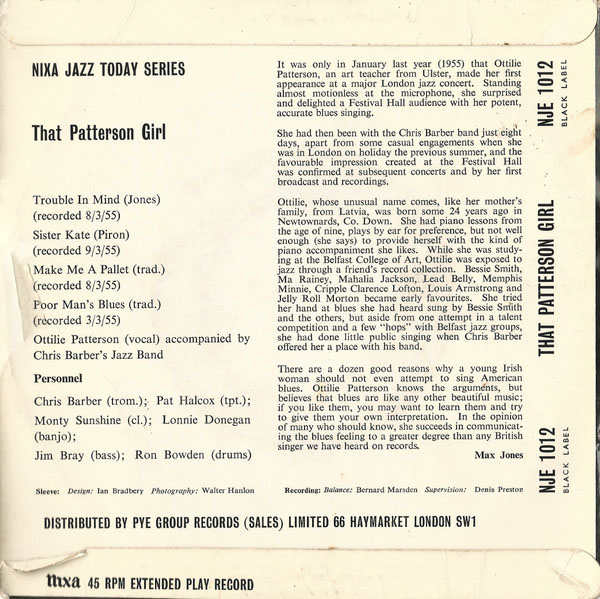 NIXA JAZZ TODAY SERIES
That Patterson Girl
Trouble In Mind (Jones)
(recorded 8/3/55)
Sister Kate (Piron)
(recorded 9/3/55)
Make Me A Pallet (trad.)
(recorded 8/3/55)
Poor Man's Blues (trad.)
(recorded 3/3/55)
Ottilie Patterson (vocal) accompanied by
Chris Barber's Jazz Band
Personnel
Chris Barber (trom.); Pat Halcox (tpt.);
Monty Sunshine (cl.); Lonnie Donegan
(banjo);
Jim Bray (bass); Ron Bowden (drums)
It was only in January last year (1955) that Ottilie
Patterson, an art teacher from Ulster, made her first
appearance at a major London jazz concert. Standing
almost motionless at the microphone, she surprised
and delighted a Festival Hall audience with her potent,
accurate blues singing.
She had then been with the Chris Barber band just eight
days, apart from some casual engagements when she
was in London on holiday the previous summer, and the
favourable impression created at the Festival Hall
was confirmed at subsequent concerts and by her first
broadcast and recordings.
Ottilie, whose unusual name comes, like her mother's
family, from Latvia, was born some 24 years ago in
Newtownards, Co. Down. She had piano lessons from
the age of nine, plays by ear for preference, but not well
enough (she says) to provide herself with the kind of
piano accompaniment she likes. While she was study-
ing at the Belfast College of Art, Ottilie was exposed to
jazz through a friend's record collection. Bessie Smith,
Ma Rainey, Mahalia Jackson, Lead Belly, Memphis
Minnie, Cripple Clarence Lofton, Louis Armstrong and
Jelly Roll Morton became early favourites. She tried
her hand at blues she had heard sung by Bessie Smith
and the others, but aside from one attempt in a talent
competition and a few "hops" with Belfast jazz groups,
she had done little public singing when Chris Barber
offered her a place with his band.
There are a dozen good reasons why a young Irish
woman should not even attempt to sing American
blues. Ottilie Patterson knows the arguments, but
believes that blues are like any other beautiful music;
if you like them, you may want to learn them and try
to give them your own interpretation. In the opinion
of many who should know, she succeeds in communicat-
ing the blues feeling to a greater degree than any British
singer we have heard on records.
Max Jones
Sleeve: Design: Ian Bradbery Photography: Walter Hanlon
Recording: Balance: Bernard Marsden Supervision: Denis Preston
DISTRIBUTED BY PYE GROUP RECORDS (SALES) LIMITED 66 HAYMARKET LONDON SW1
nixa 45 RPM EXTENDED PLAY RECORD
NJE 1012
BLACK LABEL
THAT PATTERSON GIRL
NJE 1012
BLACK LABEL